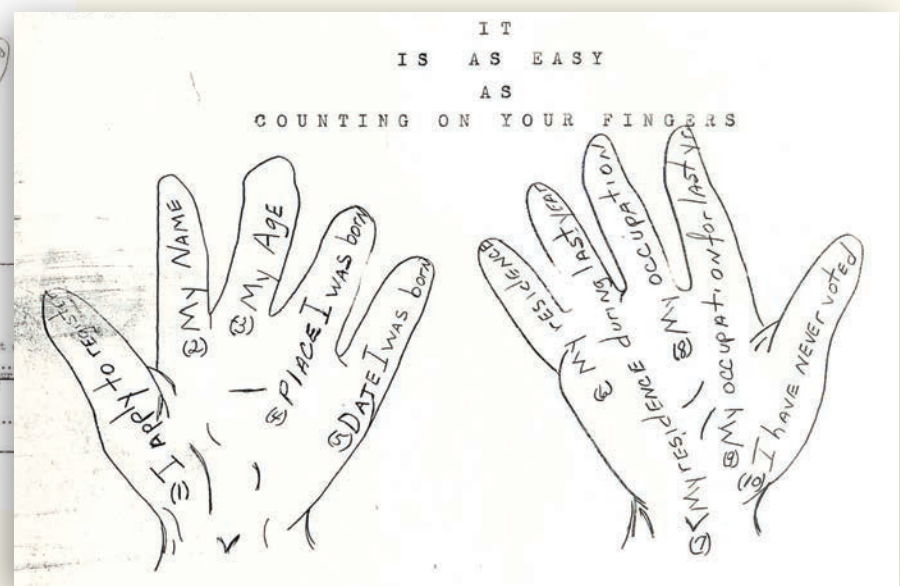 IT
IS AS EASY
AS
COUNTING ON YOUR FINGERS
(1) I APPLY to register
(2) My NAME
(3) My AGE
(4) PLACE I was born
(5) DATE I was born
My residence
(7) My residence during last year
(8) My occupation
(9) My occupation for last yr
(10) I have never voted